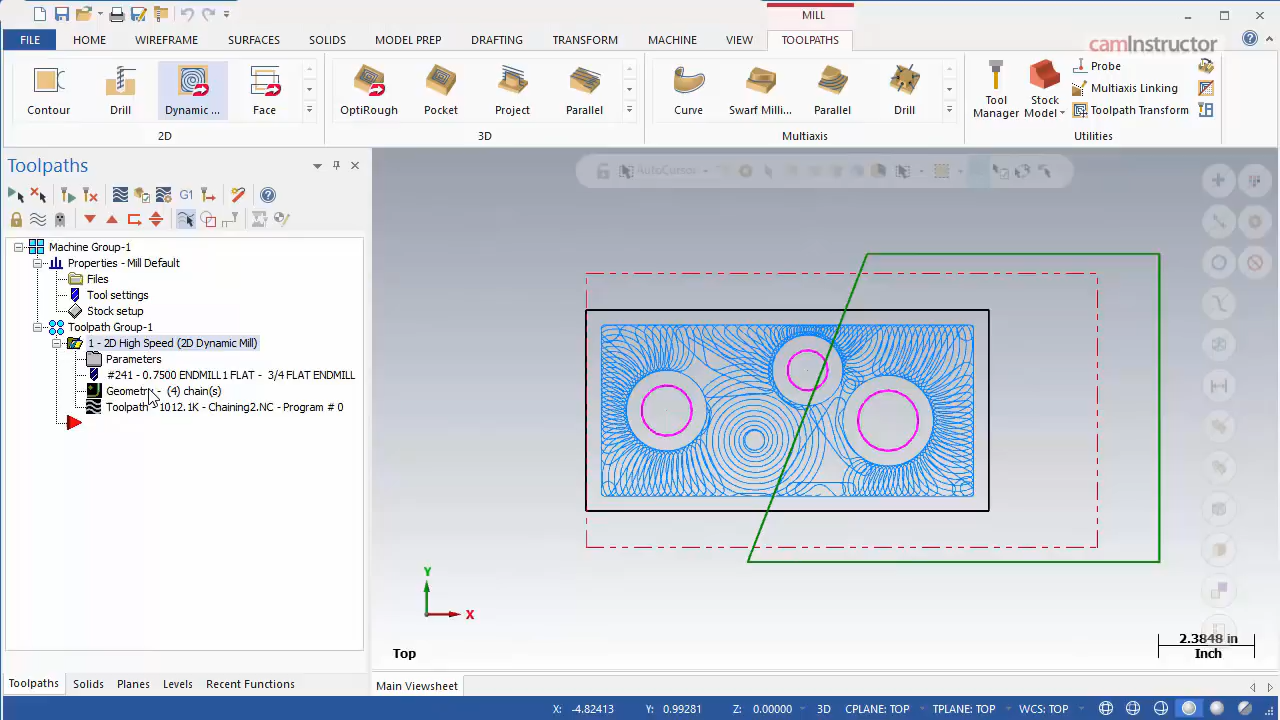 MILL
camInstructor
FILE HOME WIREFRAME SURFACES SOLIDS MODEL PREP DRAFTING TRANSFORM MACHINE VIEW TOOLPATHS
Contour Drill Dynamic ... Face
2D
OptiRough Pocket Project Parallel
3D
Curve Swarf Milli... Parallel Drill
Multiaxis
Tool Manager
Stock Model
Probe
Multiaxis Linking
Toolpath Transform
Utilities
Toolpaths
AutoCursor
G1
Machine Group-1
Properties - Mill Default
Files
Tool settings
Stock setup
Toolpath Group-1
1 - 2D High Speed (2D Dynamic Mill)
Parameters
#241 - 0.7500 ENDMILL1 FLAT - 3/4 FLAT ENDMILL
Geometry - (4) chain(s)
Toolpath 1012.1K - Chaining2.NC - Program # 0
Y
X
Top
2.3848 in
Inch
Toolpaths Solids Planes Levels Recent Functions
Main Viewsheet
X: -4.82413 Y: 0.99281 Z: 0.00000 3D CPLANE: TOP TPLANE: TOP WCS: TOP